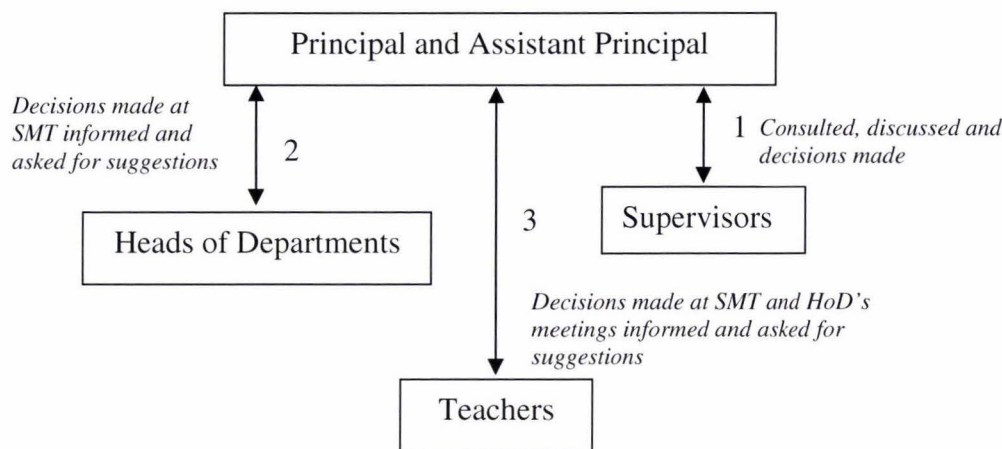 Principal and Assistant Principal
Decisions made at
SMT informed and
asked for suggestions
2
1
Consulted, discussed and
decisions made
3
Heads of Departments
Supervisors
Decisions made at SMT and HoD's
meetings informed and asked for
suggestions
Teachers